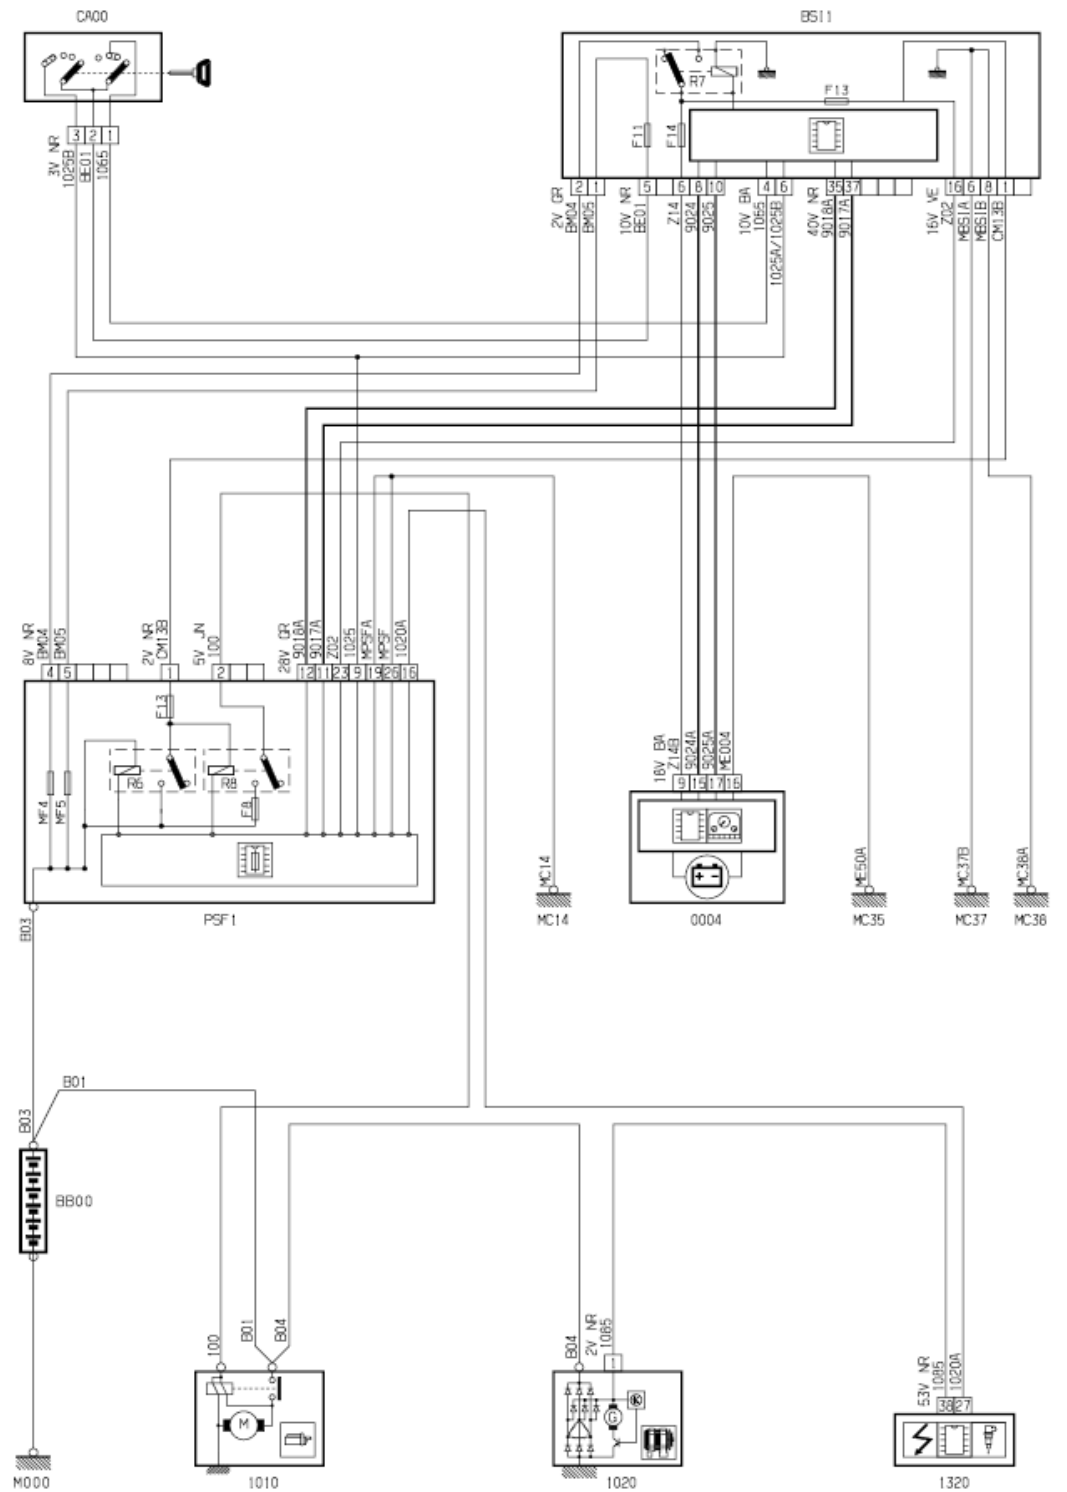 CA00
BSI1
R7
F13
F11
F14
3 2 1
3V NR
1025B
BE01
1065
2 1 5 6 8 10 4 6 35 37 16 6 8 1
2V GR
BM04
BM05
10V NR
BE01
Z14
9024
9025
10V BA
1065
1025A/1025B
40V NR
9018A
9017A
16V VE
Z02
MBSIA
MBSIB
CM13B
8V NR
BM04
BM05
2V NR
CM13B
5V JN
100
28V GR
9018A
9017A
Z02
1025
MPSFA
MPSF
1020A
4 5 1 2 12 11 23 9 19 26 16
F13
R6
R8
F8
MF4
MF5
PSF1
16V BA
Z14B
9024A
9025A
ME004
9 15 17 16
0004
MC14
MC14
ME50A
MC35
MC37B
MC37
MC38A
MC38
B03
B01
B03
BB00
M000
100
B01
B04
M
1010
B04
2V NR
1085
1
G
1020
53V NR
1085
1020A
38 27
1320